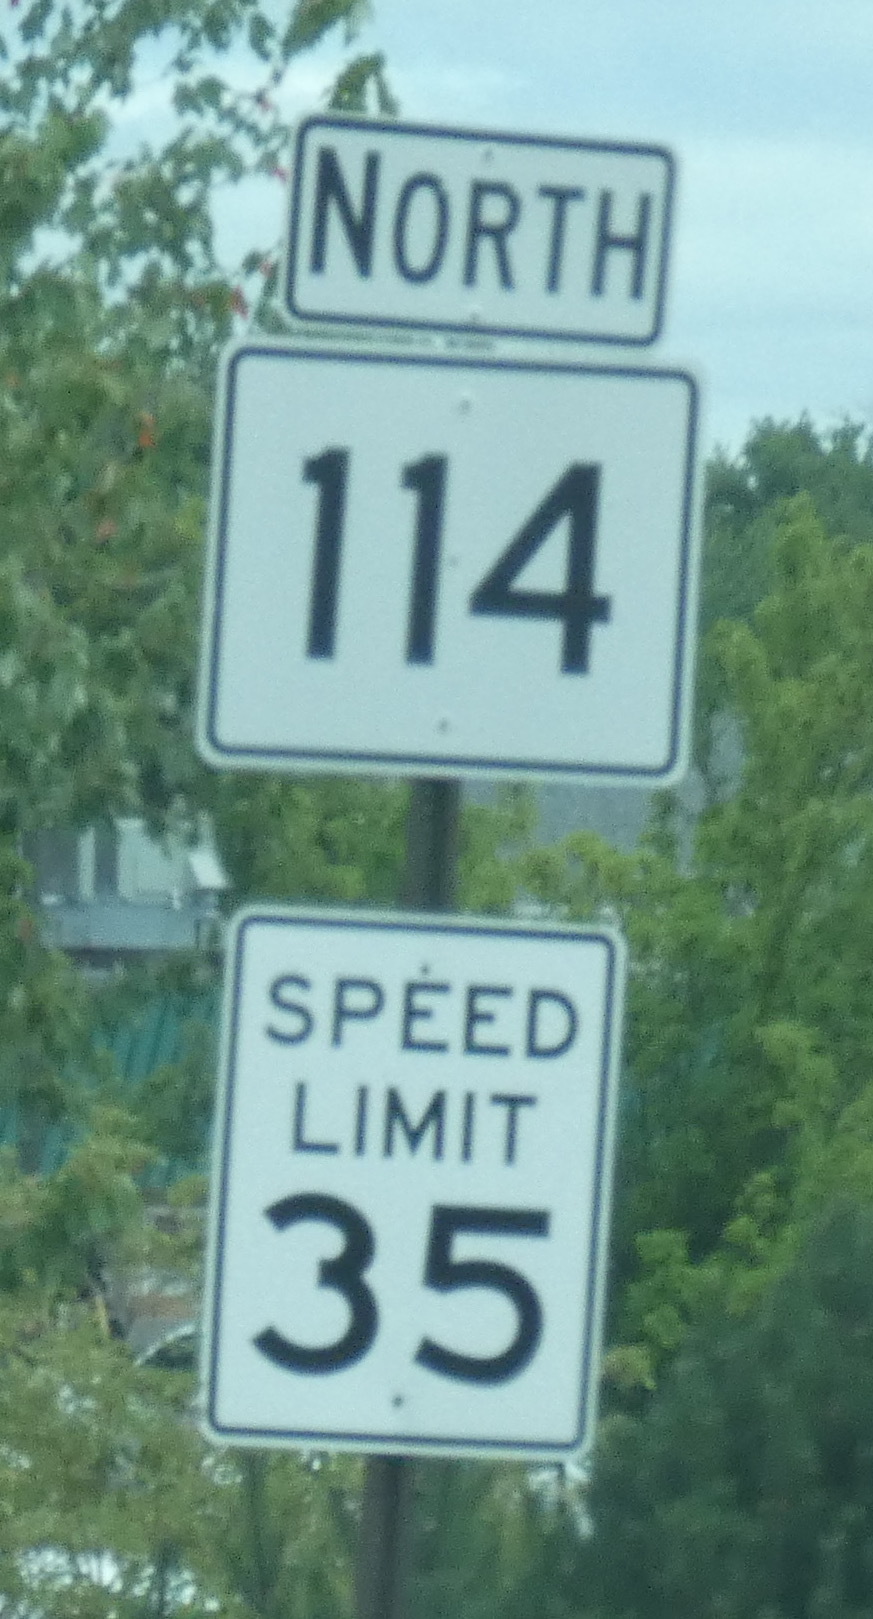 NORTH
114
SPEED
LIMIT
35